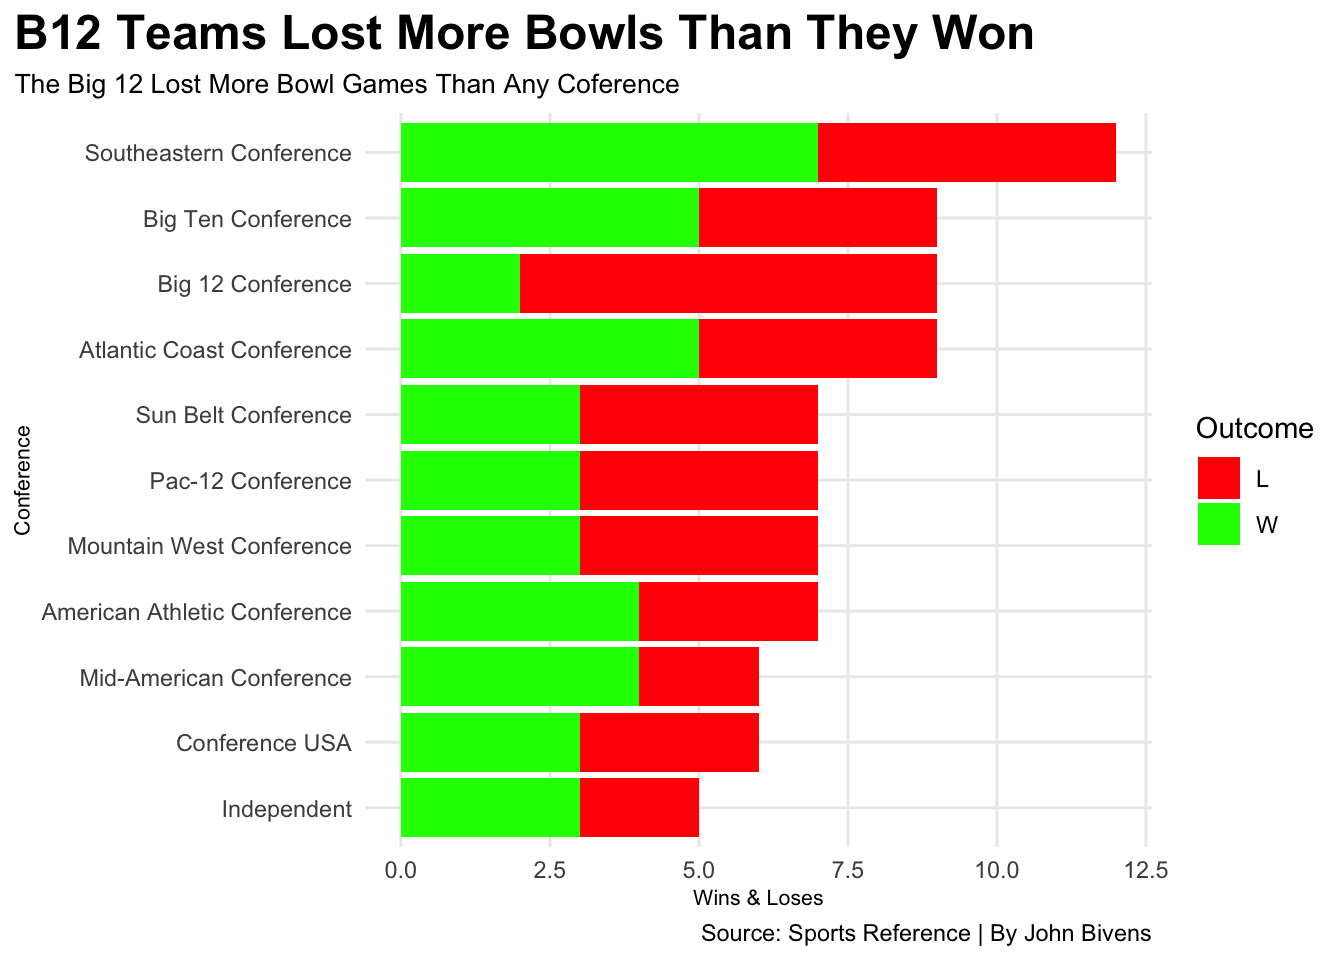 B12 Teams Lost More Bowls Than They Won
The Big 12 Lost More Bowl Games Than Any Coference
Southeastern Conference
Big Ten Conference
Big 12 Conference
Atlantic Coast Conference
Sun Belt Conference
Pac-12 Conference
Mountain West Conference
American Athletic Conference
Mid-American Conference
Conference USA
Independent
Conference
0.0 2.5 5.0 7.5 10.0 12.5
Wins & Loses
Outcome
L
W
Source: Sports Reference | By John Bivens